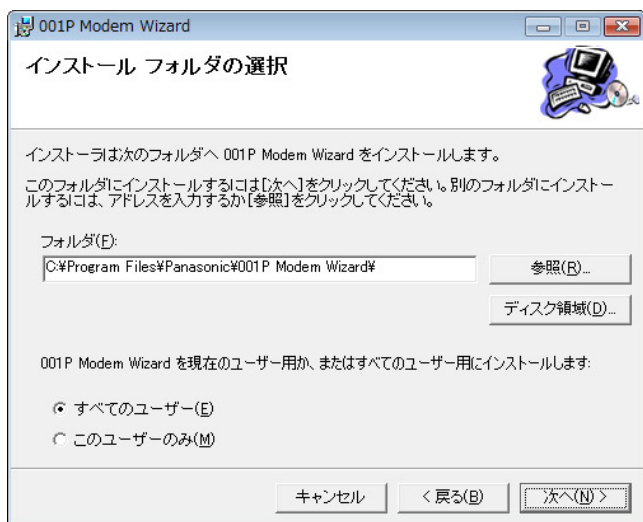 001P Modem Wizard
インストール フォルダの選択
インストーラは次のフォルダへ 001P Modem Wizard をインストールします。
このフォルダにインストールするには[次へ]をクリックしてください。別のフォルダにインストー
ルするには、アドレスを入力するか[参照]をクリックしてください。
フォルダ(F):
C:¥Program Files¥Panasonic¥001P Modem Wizard¥
参照(R)...
ディスク領域(D)...
001P Modem Wizard を現在のユーザー用か、またはすべてのユーザー用にインストールします:
すべてのユーザー(E)
このユーザーのみ(M)
キャンセル
< 戻る(B)
次へ(N) >